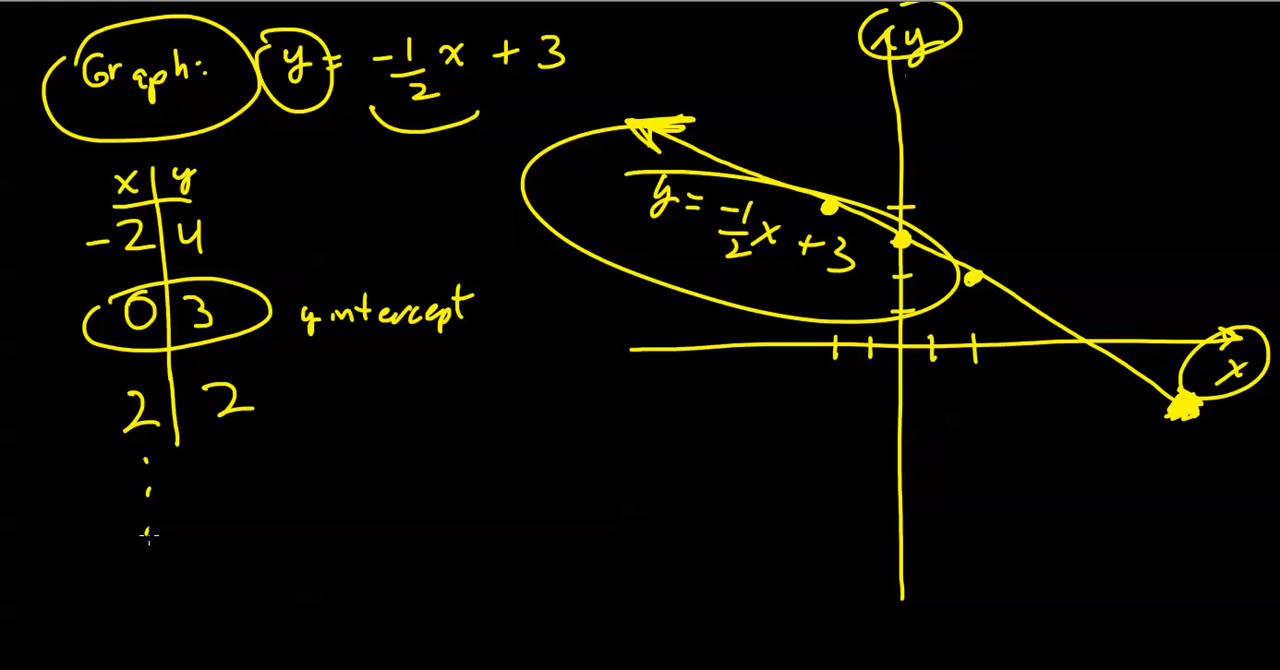 Graph: y = -1/2 x + 3
x | y
-2 | 4
0 | 3 y intercept
2 | 2
y
y = -1/2 x + 3
x